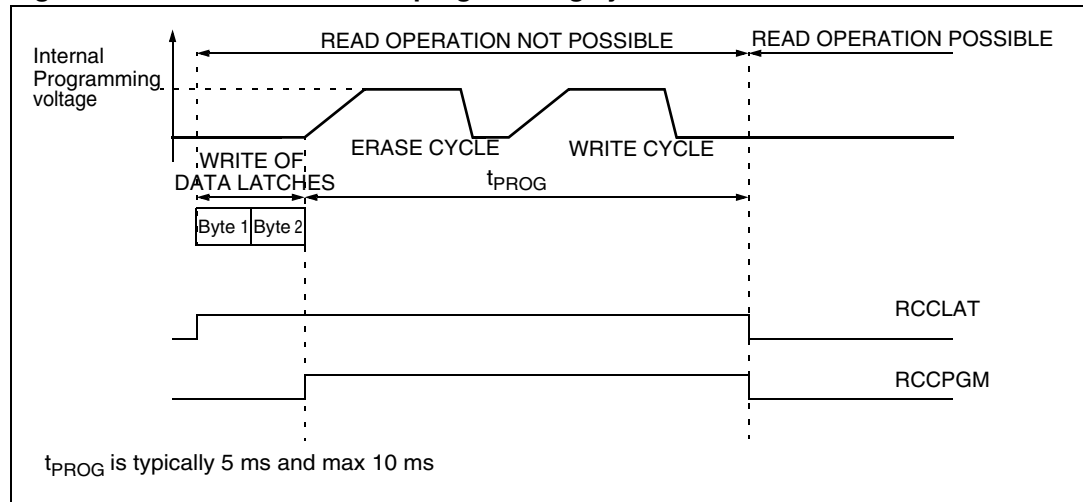 READ OPERATION NOT POSSIBLE
READ OPERATION POSSIBLE
Internal
Programming
voltage
ERASE CYCLE
WRITE CYCLE
WRITE OF
DATA LATCHES
tPROG
Byte 1
Byte 2
RCCLAT
RCCPGM
tPROG is typically 5 ms and max 10 ms